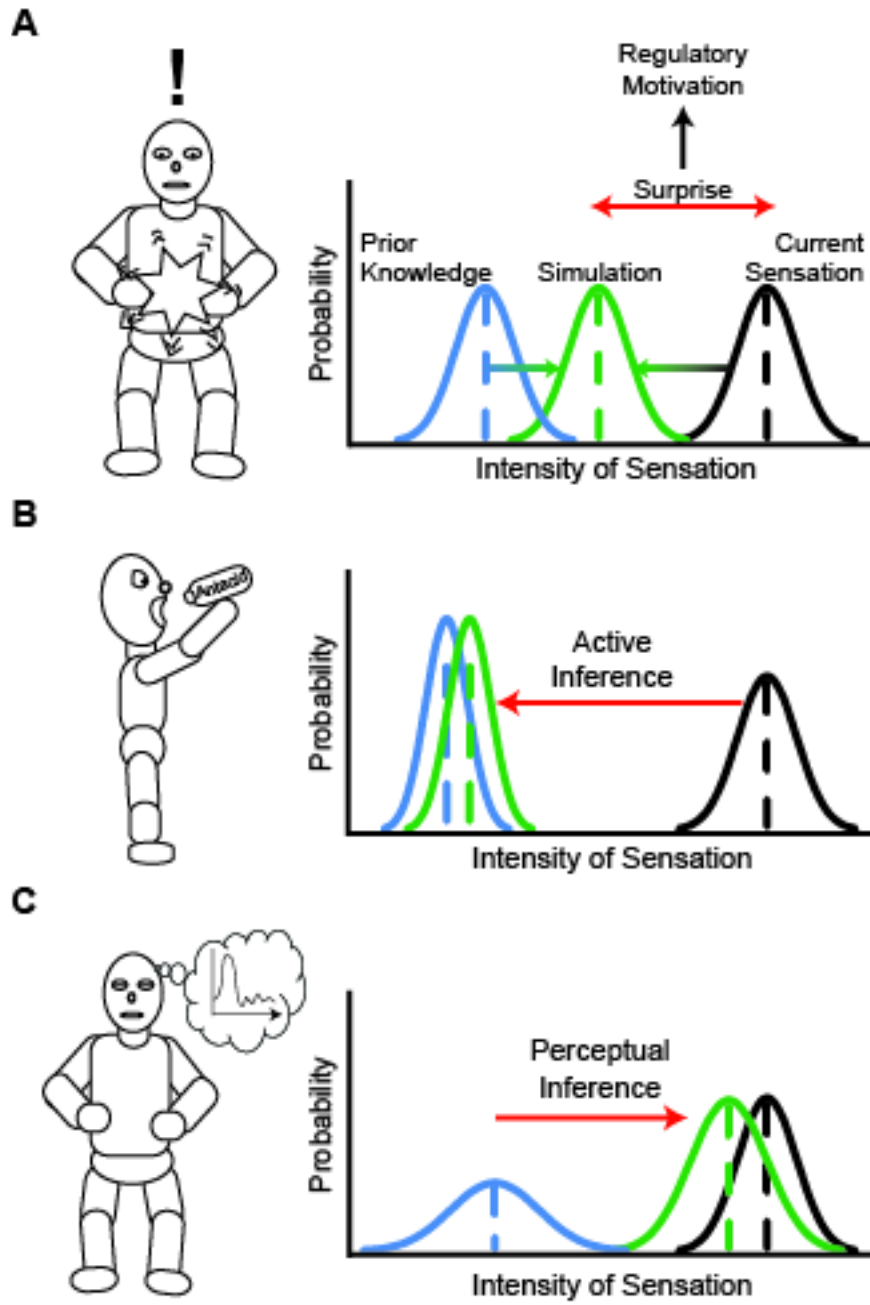 A
!
Regulatory
Motivation
Surprise
Prior
Knowledge
Simulation
Current
Sensation
Probability
Intensity of Sensation
B
Antacid
Active
Inference
Probability
Intensity of Sensation
C
Perceptual
Inference
Probability
Intensity of Sensation